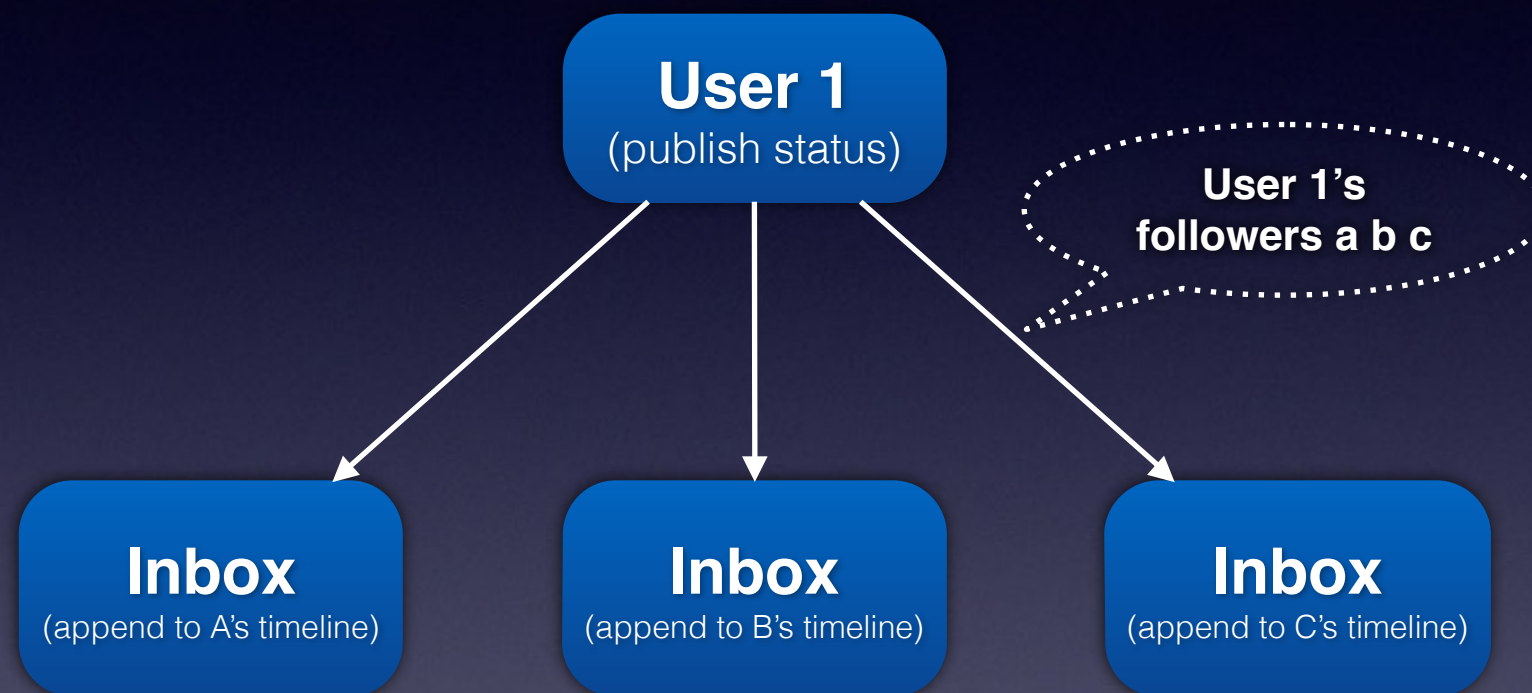 User 1
(publish status)
User 1’s
followers a b c
Inbox
(append to A’s timeline)
Inbox
(append to B’s timeline)
Inbox
(append to C’s timeline)